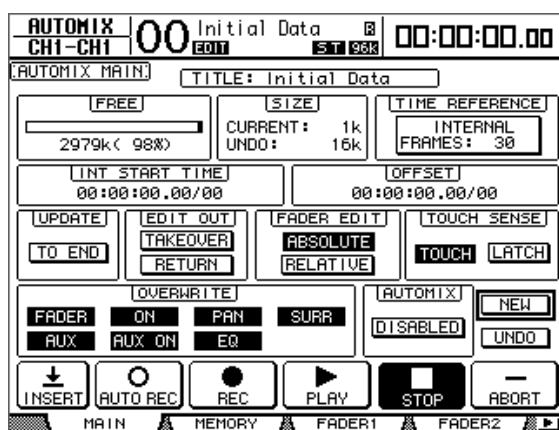 AUTOMIX
CH1-CH1
00 Initial Data
EDIT
ST 96K
00:00:00.00
AUTOMIX MAIN
TITLE: Initial Data
FREE
2979k( 98%)
SIZE
CURRENT: 1k
UNDO: 16k
TIME REFERENCE
INTERNAL
FRAMES: 30
INT START TIME
00:00:00.00/00
OFFSET
00:00:00.00/00
UPDATE
TO END
EDIT OUT
TAKEOVER
RETURN
FADER EDIT
ABSOLUTE
RELATIVE
TOUCH SENSE
TOUCH LATCH
OVERWRITE
FADER ON PAN SURR
AUX AUX ON EQ
AUTOMIX
DISABLED
NEW
UNDO
INSERT AUTO REC REC PLAY STOP ABORT
MAIN MEMORY FADER1 FADER2